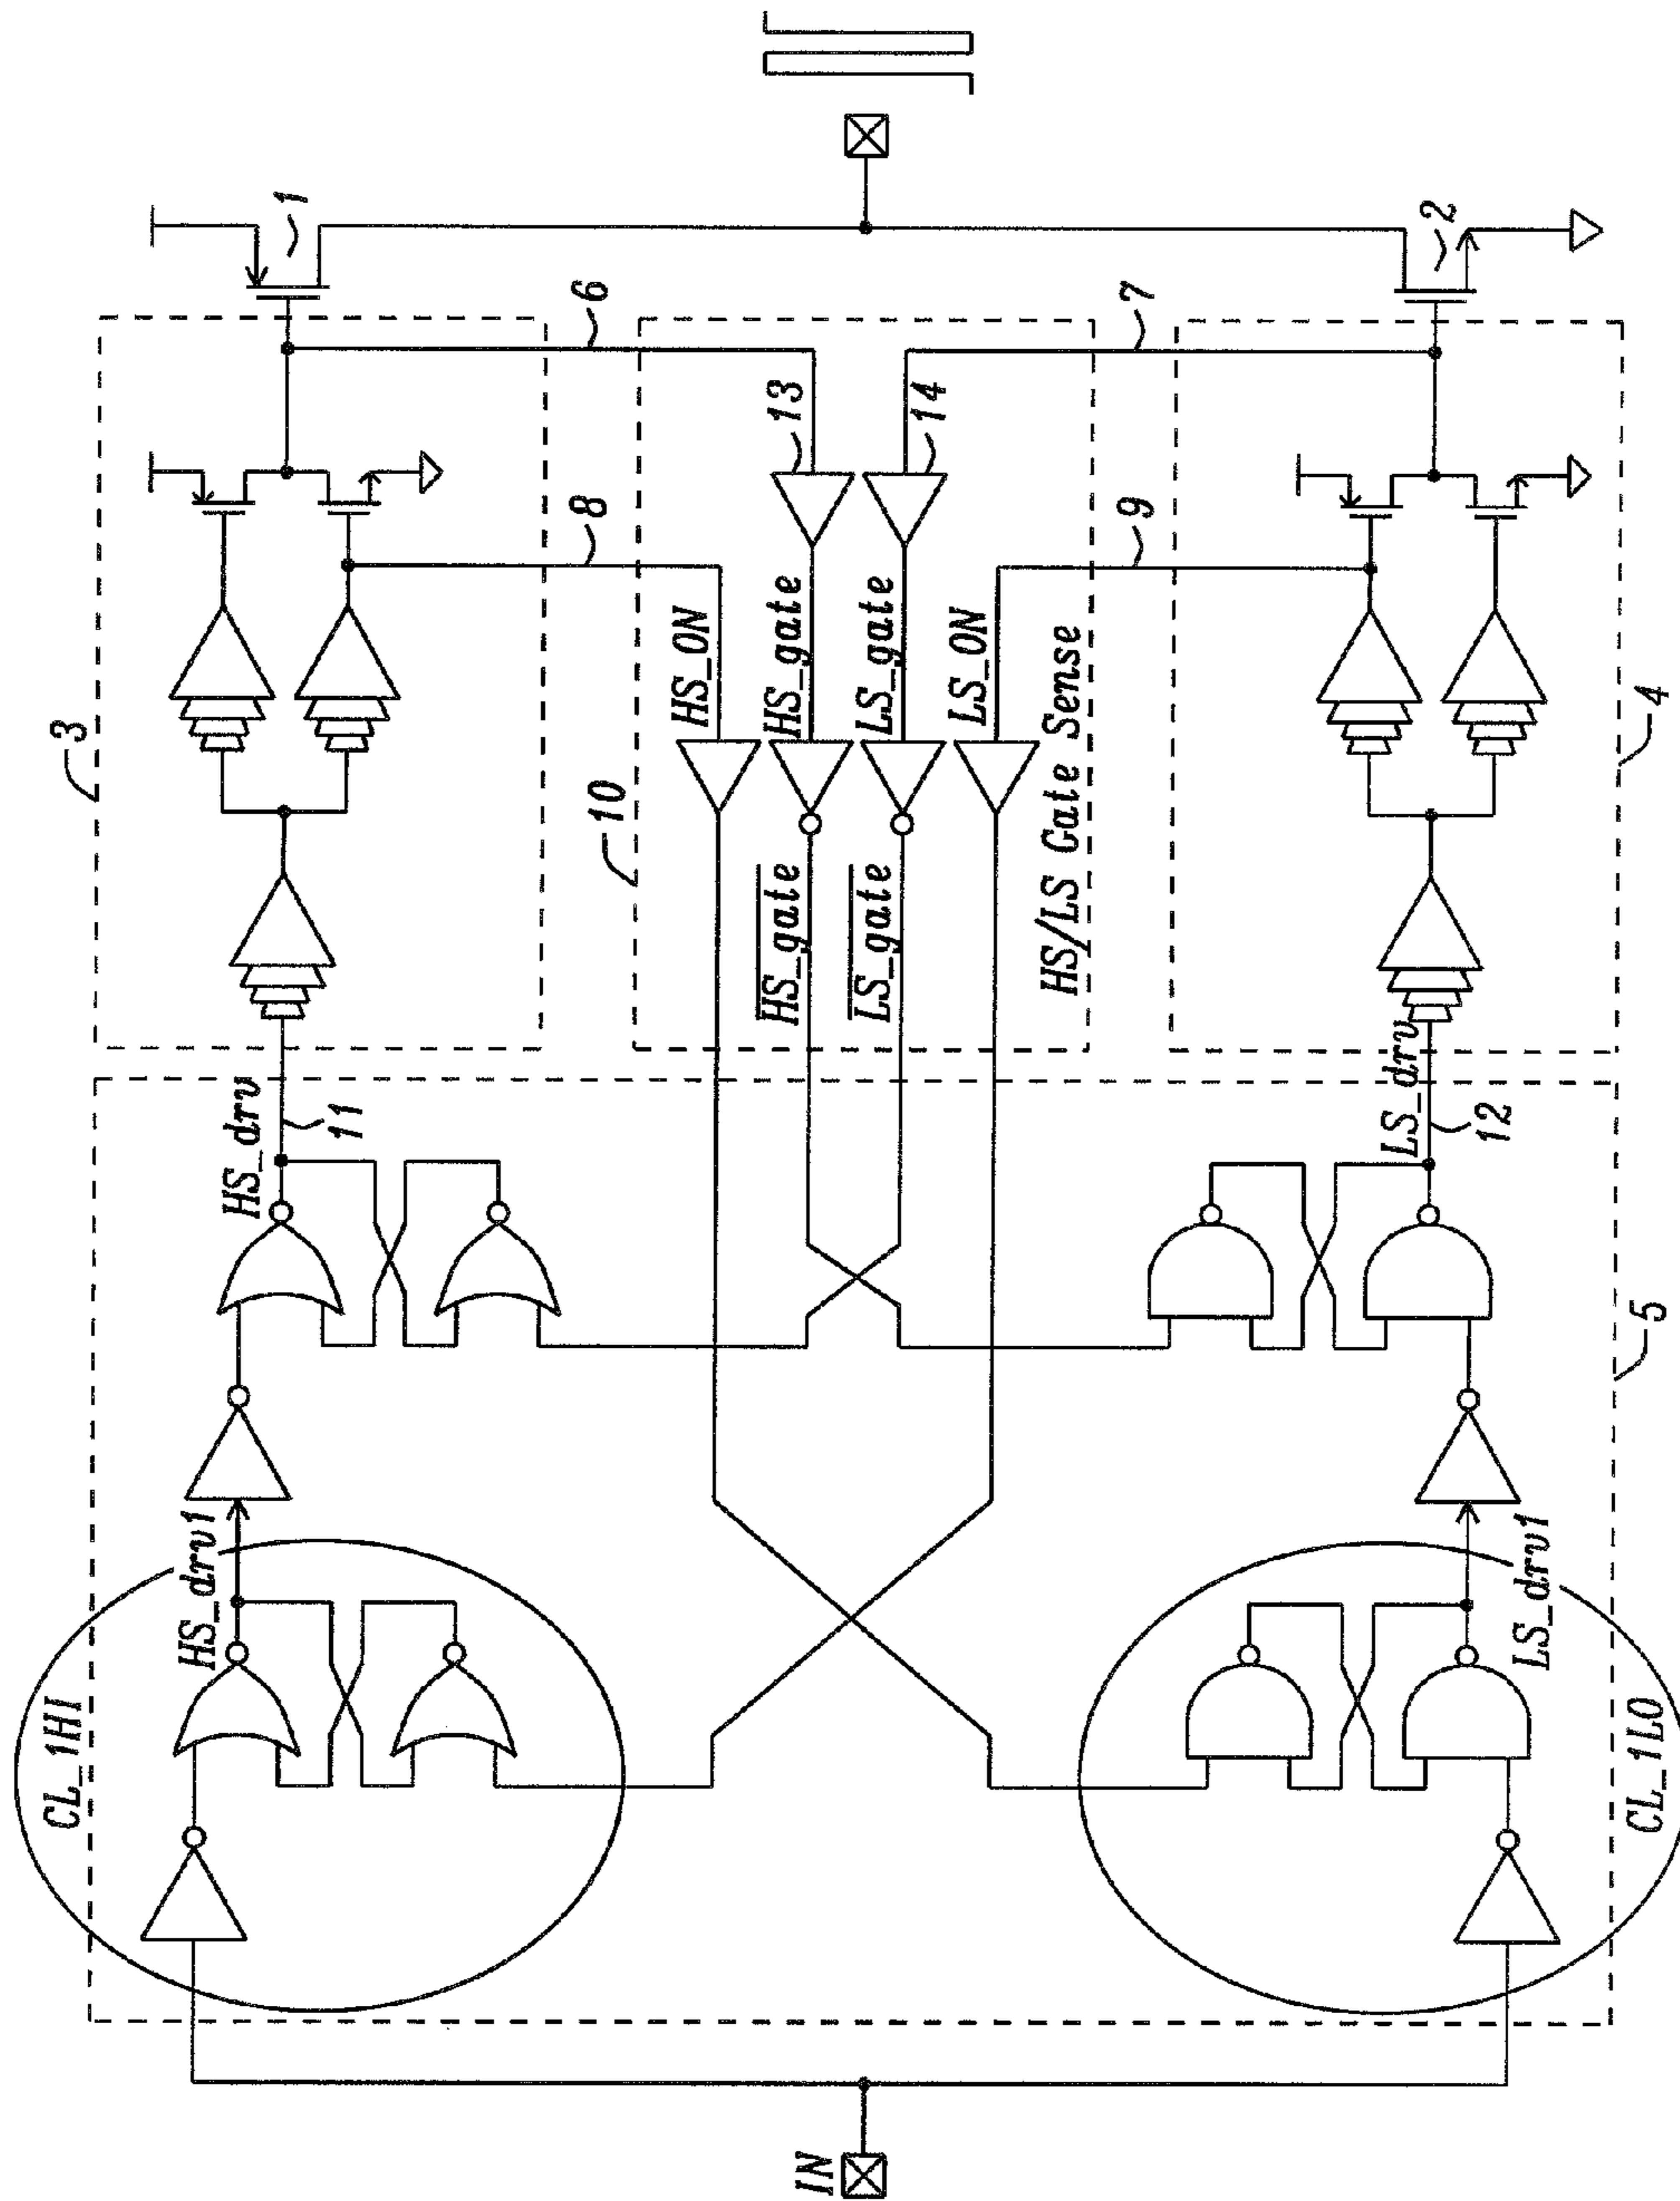 1
2
3
6
7
8
9
13
14
HS_ON
HS_gate
LS_gate
LS_ON
10
HS_gate
LS_gate
HS/LS Gate Sense
4
HS_drv
11
LS_drv
12
5
HS_drv1
CL_1HI
LS_drv1
CL_1LO
IN